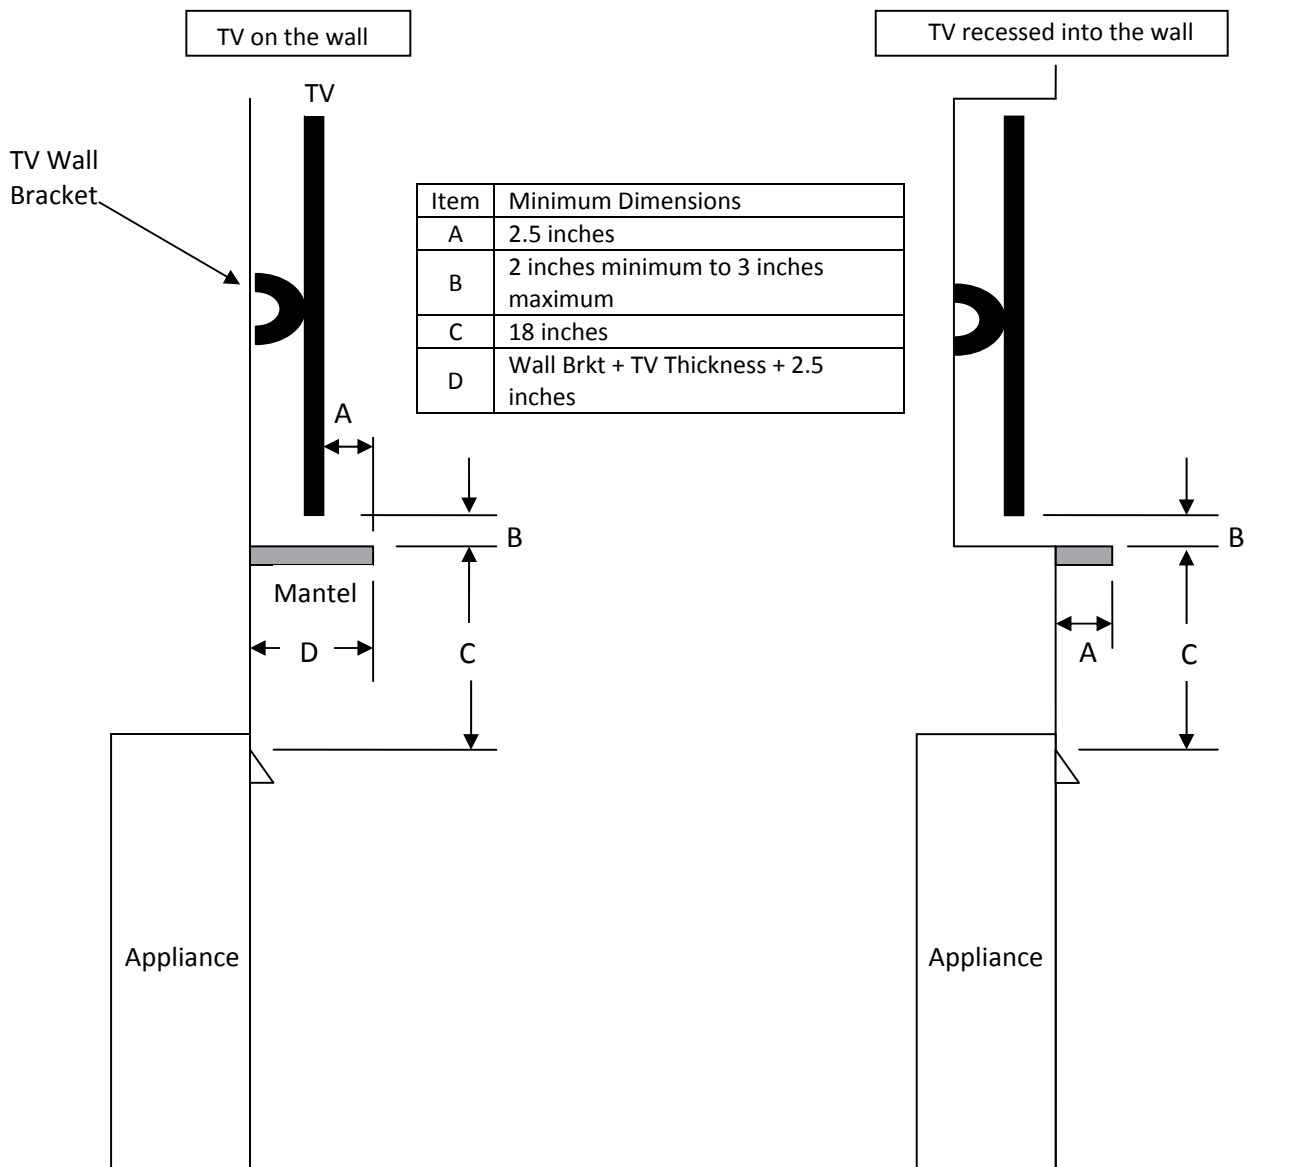 TV on the wall
TV
TV Wall
Bracket
Item Minimum Dimensions
A 2.5 inches
B 2 inches minimum to 3 inches
maximum
C 18 inches
D Wall Brkt + TV Thickness + 2.5
inches
A
B
Mantel
D
C
Appliance
TV recessed into the wall
B
A
C
Appliance